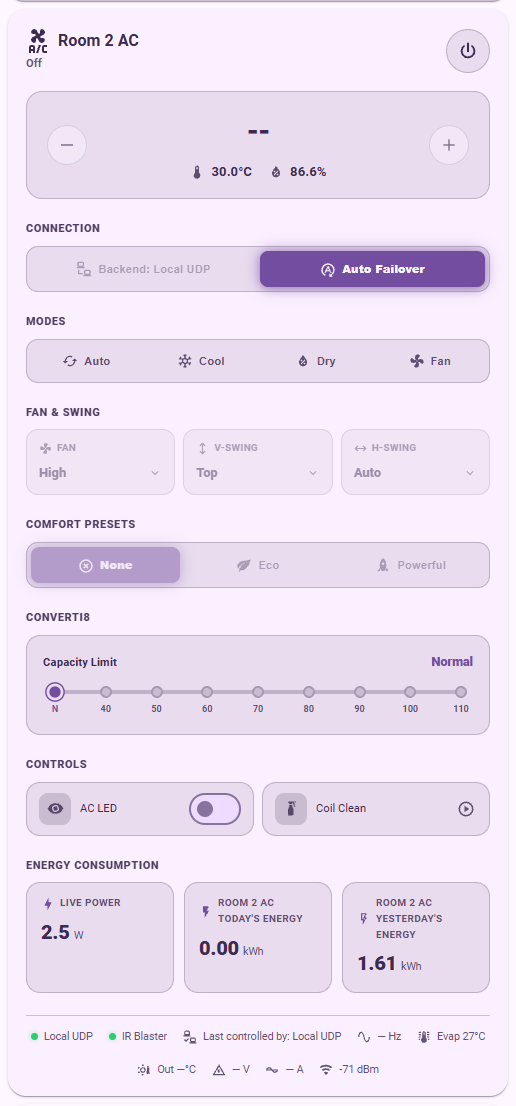 A/C
Room 2 AC
Off
--
30.0°C 86.6%
CONNECTION
Backend: Local UDP Auto Failover
MODES
Auto Cool Dry Fan
FAN & SWING
FAN V-SWING H-SWING
High Top Auto
COMFORT PRESETS
None Eco Powerful
CONVERTI8
Capacity Limit Normal
N 40 50 60 70 80 90 100 110
CONTROLS
AC LED Coil Clean
ENERGY CONSUMPTION
LIVE POWER
2.5 W
ROOM 2 AC
TODAY'S ENERGY
0.00 kWh
ROOM 2 AC
YESTERDAY'S
ENERGY
1.61 kWh
Local UDP IR Blaster Last controlled by: Local UDP — Hz Evap 27°C
Out —°C — V — A -71 dBm